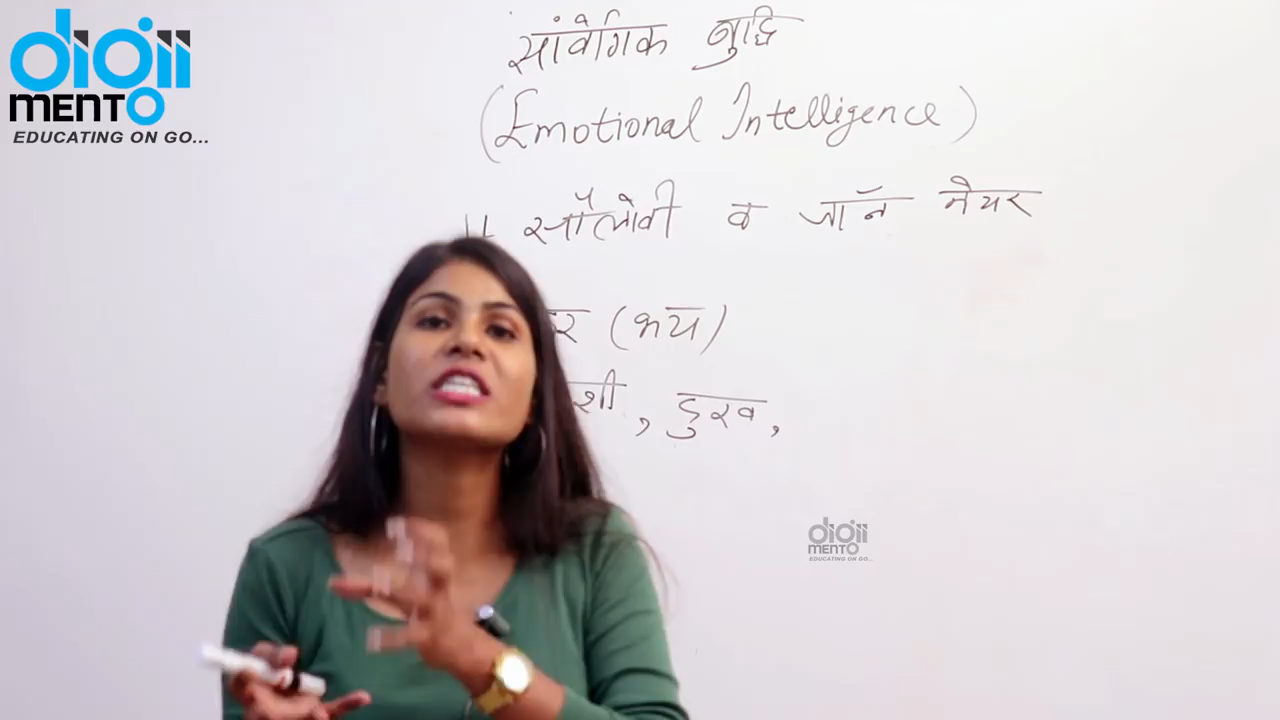 digii
MENTO
EDUCATING ON GO...
सांवेगिक बुद्धि
(Emotional Intelligence)
सॉलोवी व जॉन मेयर
(भय)
दुख,
digii
MENTO
EDUCATING ON GO...